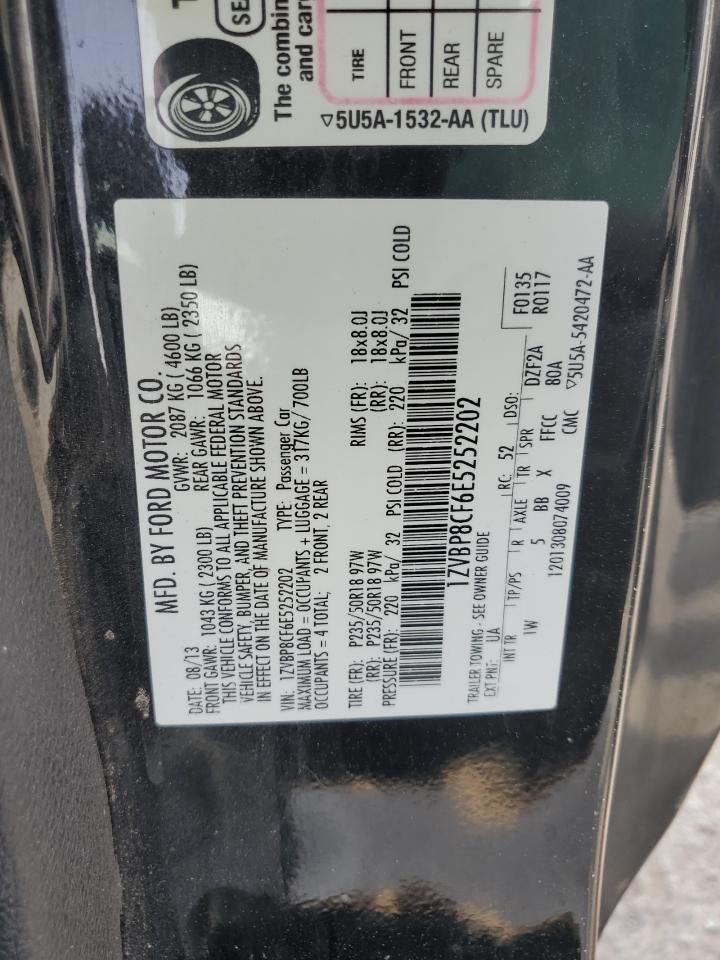 The combin
and care
TIRE
FRONT
REAR
SPARE
▽5U5A-1532-AA (TLU)
MFD. BY FORD MOTOR CO.
DATE: 08/13 GVWR: 2087 KG ( 4600 LB)
FRONT GAWR: 1043 KG ( 2300 LB) REAR GAWR: 1066 KG ( 2350 LB)
THIS VEHICLE CONFORMS TO ALL APPLICABLE FEDERAL MOTOR
VEHICLE SAFETY, BUMPER, AND THEFT PREVENTION STANDARDS
IN EFFECT ON THE DATE OF MANUFACTURE SHOWN ABOVE.
VIN: 1ZVBP8CF6E5252202 TYPE: Passenger Car
MAXIMUM LOAD = OCCUPANTS + LUGGAGE = 317KG/ 700LB
OCCUPANTS = 4 TOTAL; 2 FRONT, 2 REAR
TIRE (FR): P235/50R18 97W RIMS (FR): 18x8.0J
(RR): P235/50R18 97W (RR): 18x8.0J
PRESSURE (FR): 220 kPa/ 32 PSI COLD (RR): 220 kPa/ 32 PSI COLD
1ZVBP8CF6E5252202
TRAILER TOWING - SEE OWNER GUIDE
EXT PNT: UA RC: 52 DSO: F0135
R0117
INT TR TP/PS R AXLE TR SPR DZF2A
1W 5 BB X FFCC 80A
1201308074009 CMC ▽5U5A-5420472-AA